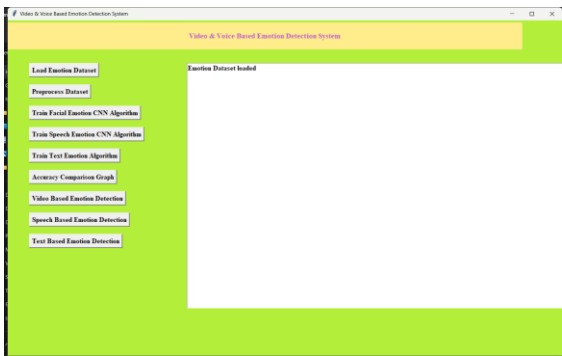 Video & Voice Based Emotion Detection System
Video & Voice Based Emotion Detection System
Load Emotion Dataset
Emotion Dataset loaded
Preprocess Dataset
Train Facial Emotion CNN Algorithm
Train Speech Emotion CNN Algorithm
Train Text Emotion Algorithm
Accuracy Comparison Graph
Video Based Emotion Detection
Speech Based Emotion Detection
Text Based Emotion Detection